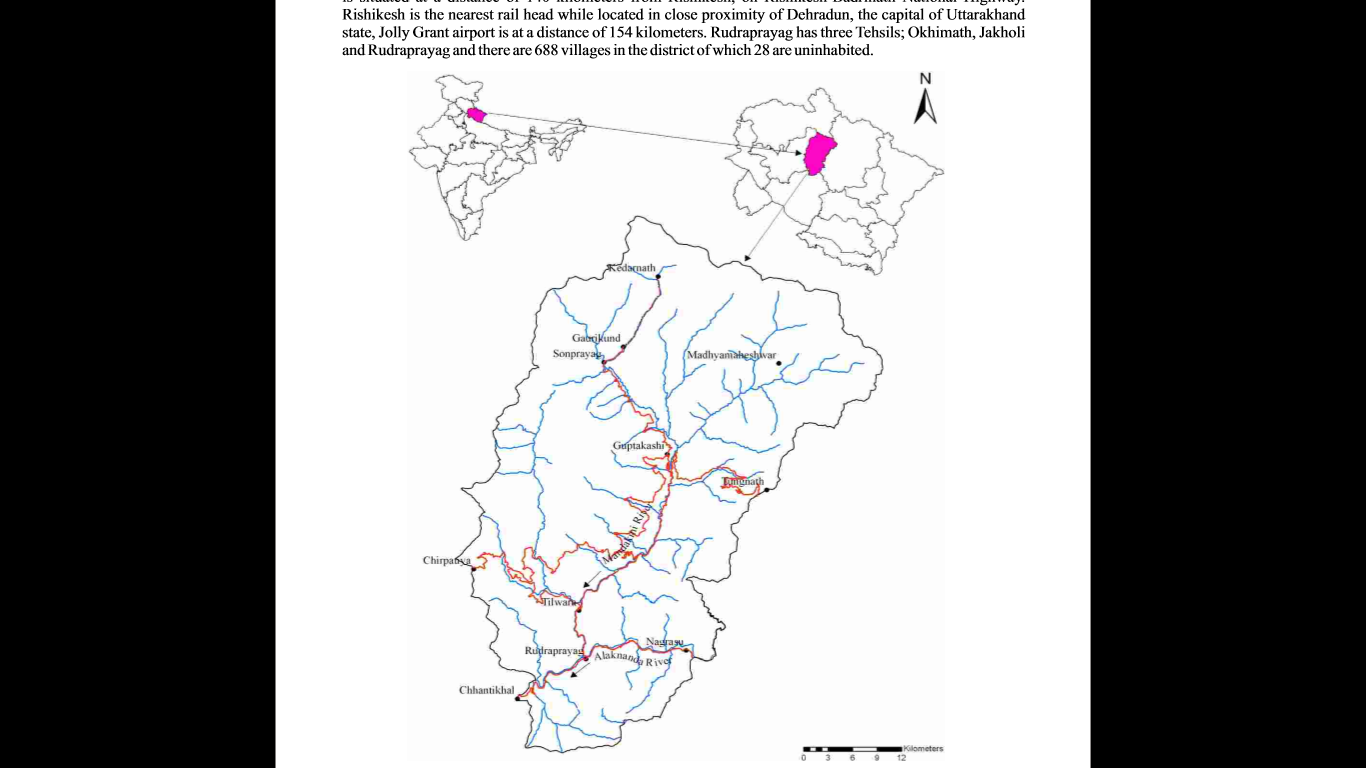 Rishikesh is the nearest rail head while located in close proximity of Dehradun, the capital of Uttarakhand
state, Jolly Grant airport is at a distance of 154 kilometers. Rudraprayag has three Tehsils; Okhimath, Jakholi
and Rudraprayag and there are 688 villages in the district of which 28 are uninhabited.
N
Kedarnath
Gaurikund
Sonprayag
Madhyamaheshwar
Guptakashi
Tungnath
Mandakini River
Chirpatiya
Tilwara
Nagrasu
Rudraprayag
Alaknanda River
Chhantikhal
Kilometers
0 3 6 9 12